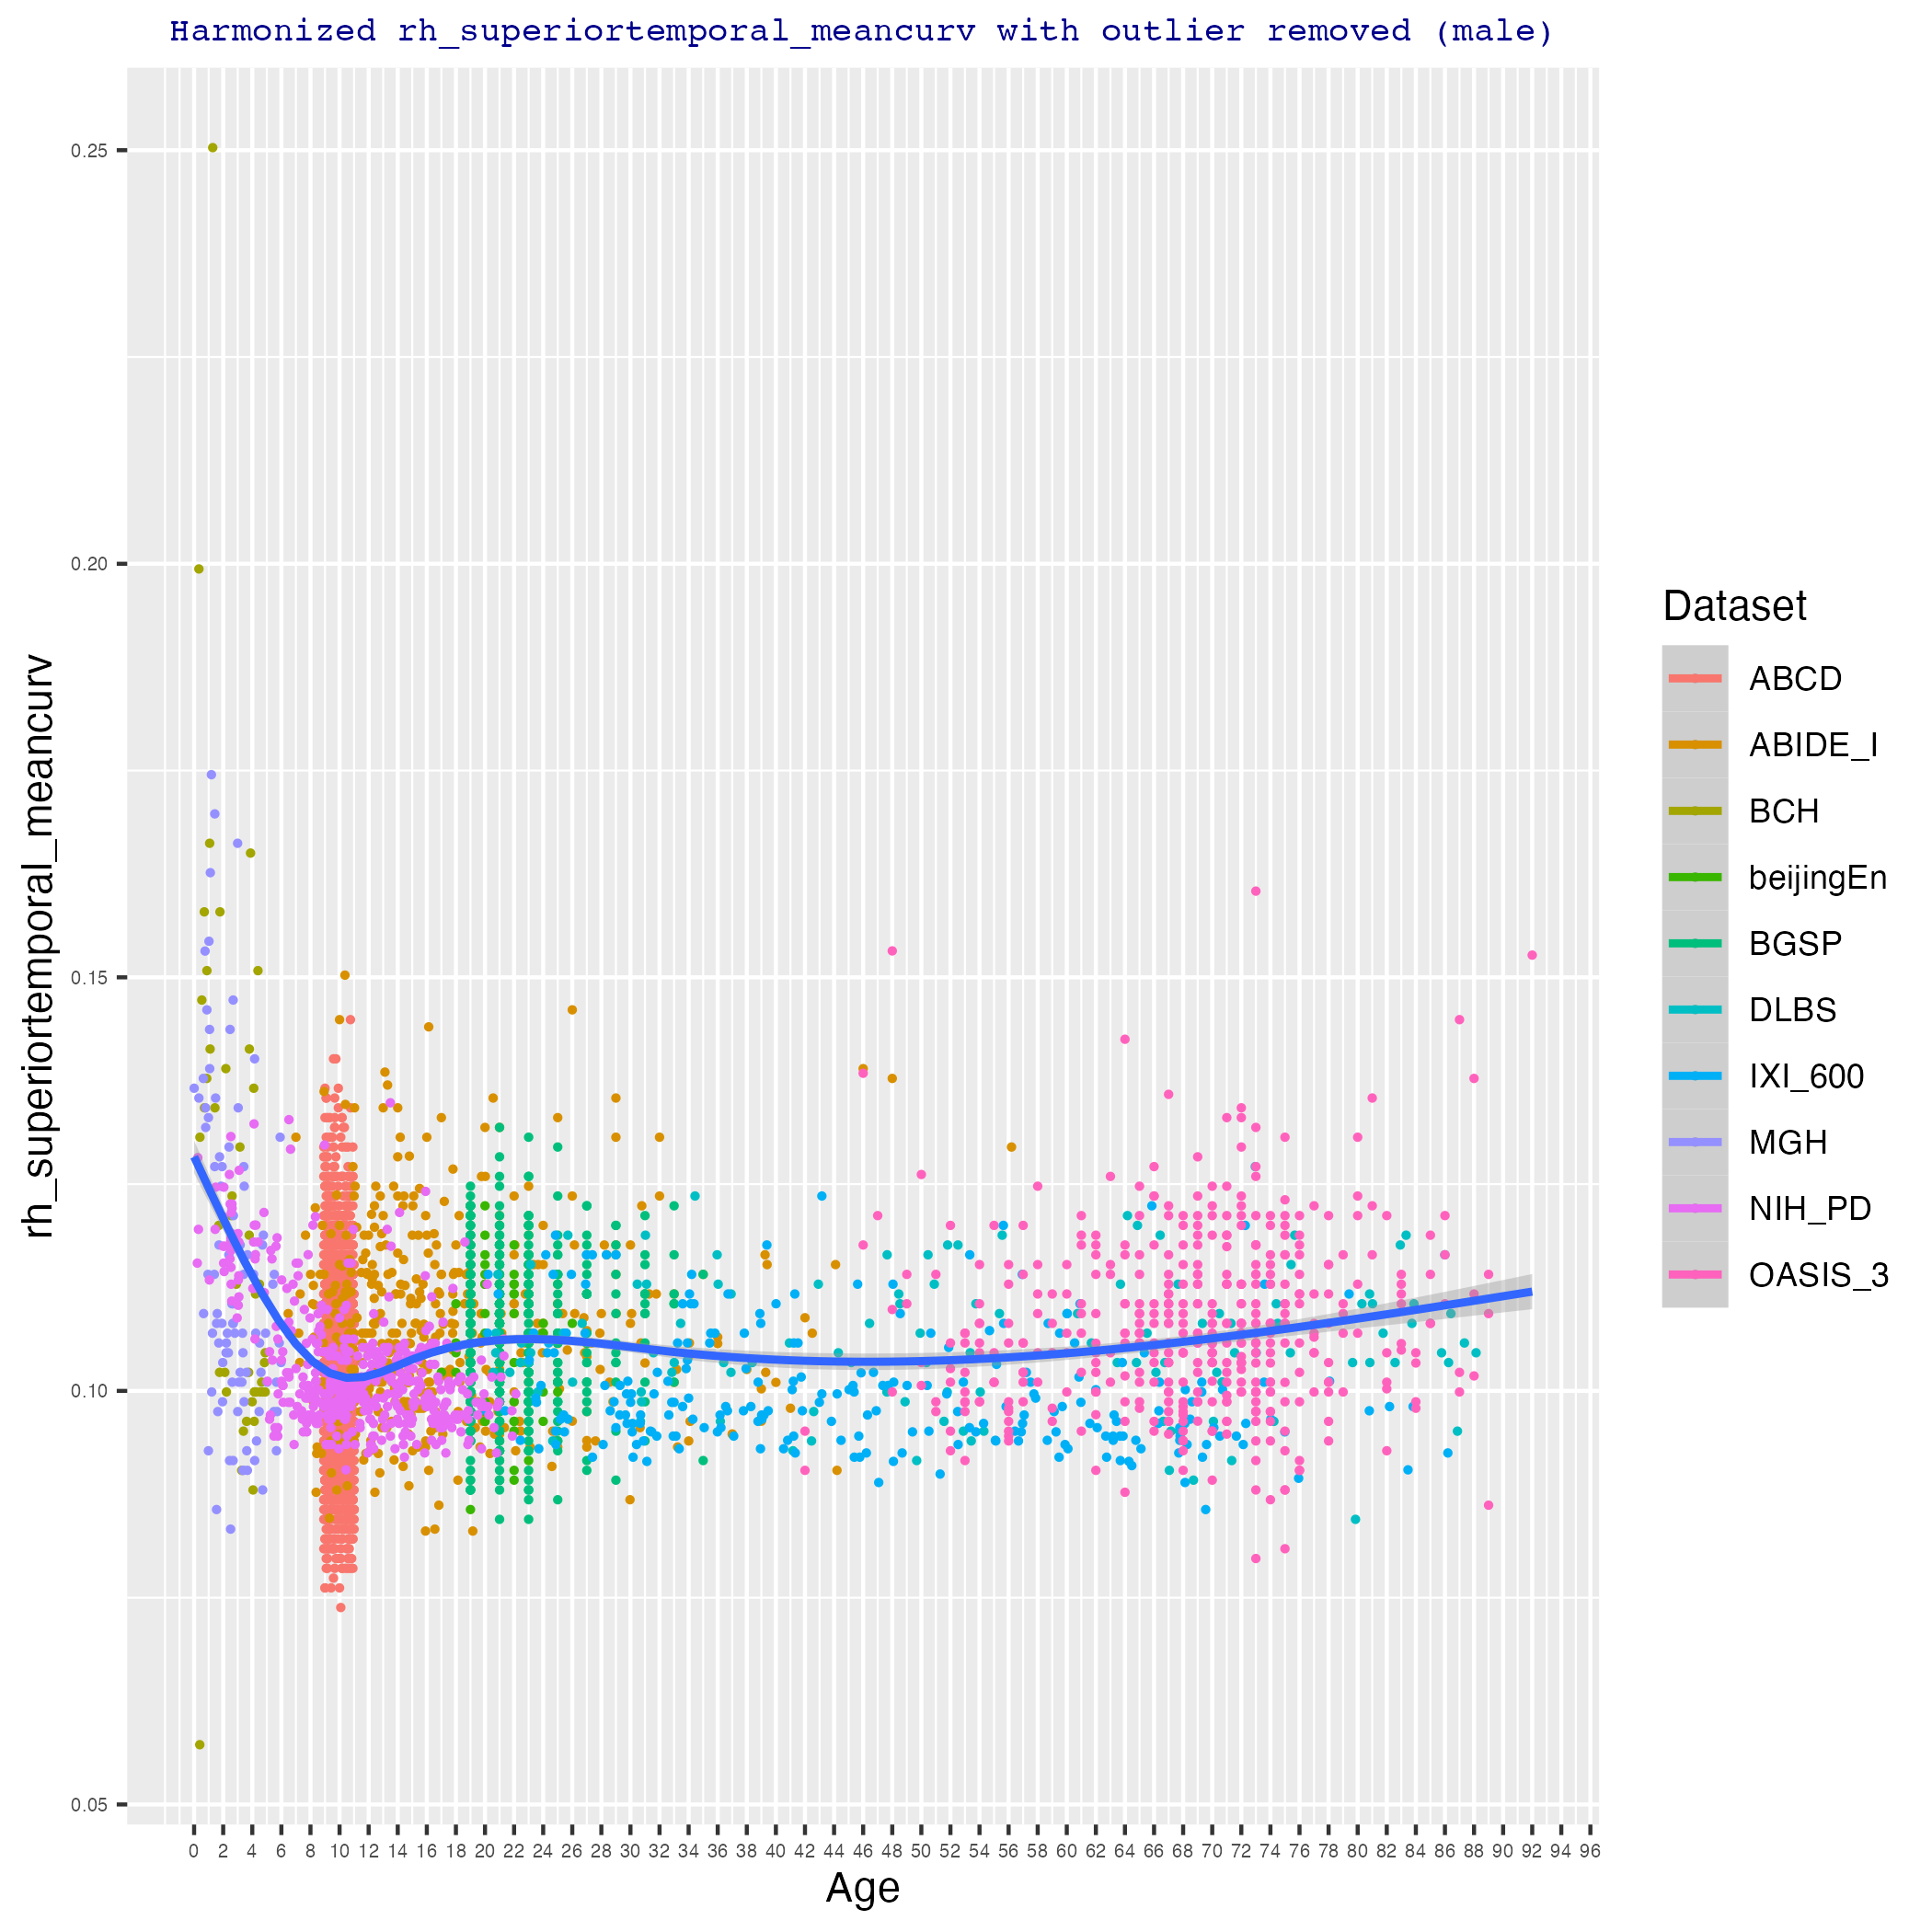 Harmonized rh_superiortemporal_meancurv with outlier removed (male)
rh_superiortemporal_meancurv
0.25
0.20
0.15
0.10
0.05
0 2 4 6 8 10 12 14 16 18 20 22 24 26 28 30 32 34 36 38 40 42 44 46 48 50 52 54 56 58 60 62 64 66 68 70 72 74 76 78 80 82 84 86 88 90 92 94 96
Age
Dataset
ABCD
ABIDE_I
BCH
beijingEn
BGSP
DLBS
IXI_600
MGH
NIH_PD
OASIS_3